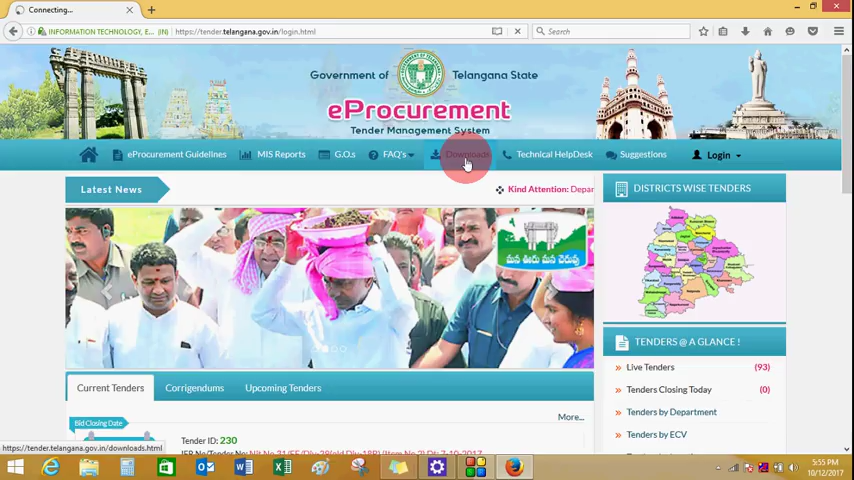 Connecting...
INFORMATION TECHNOLOGY, E... (IN) https://tender.telangana.gov.in/login.html
Search
Government of Telangana State
eProcurement
Tender Management System
eProcurement Guidelines MIS Reports G.O.s FAQ's Downloads Technical HelpDesk Suggestions Login
Latest News
Kind Attention: Depar
DISTRICTS WISE TENDERS
మన ఊరు మన చెరువు
TENDERS @ A GLANCE !
Live Tenders (93)
Tenders Closing Today (0)
Tenders by Department
Tenders by ECV
Current Tenders Corrigendums Upcoming Tenders
More...
Bid Closing Date
Tender ID: 230
https://tender.telangana.gov.in/downloads.html
5:55 PM
10/12/2017